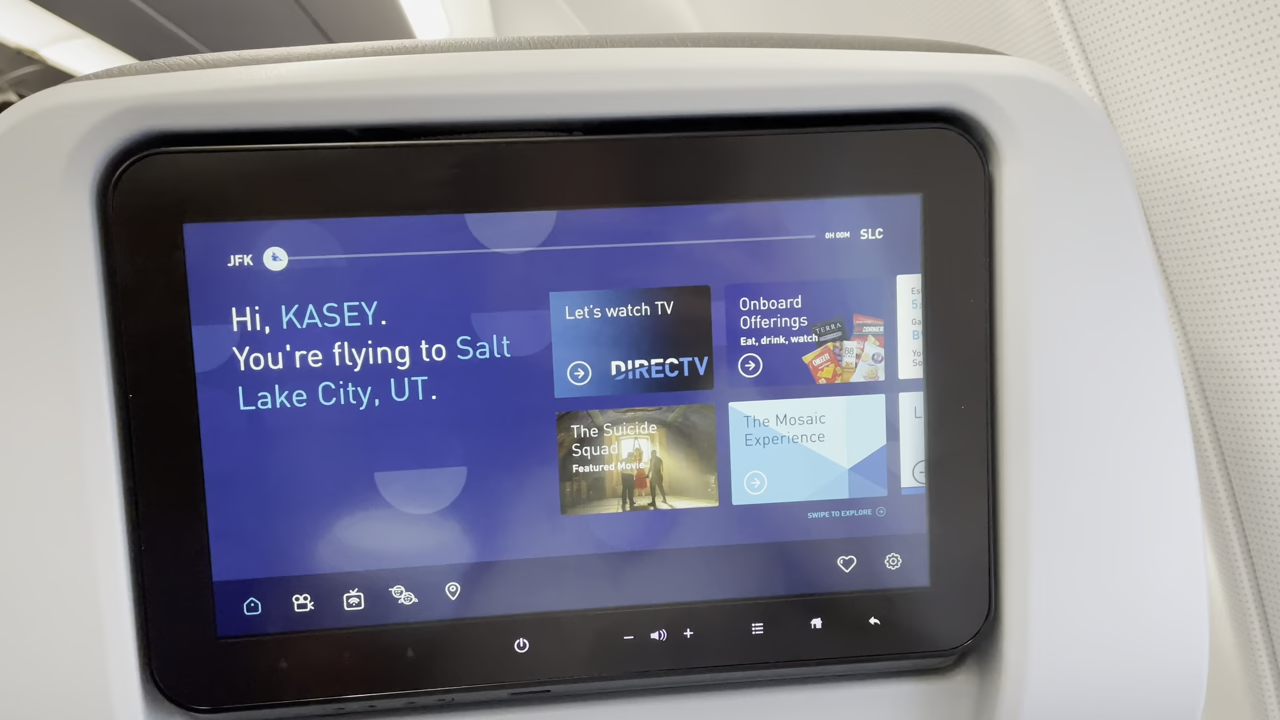 JFK
0H 00M SLC
Hi, KASEY.
You're flying to Salt
Lake City, UT.
Let's watch TV
DIRECTV
Onboard
Offerings
Eat, drink, watch
TERRA
The Suicide
Squad
Featured Movie
The Mosaic
Experience
SWIPE TO EXPLORE